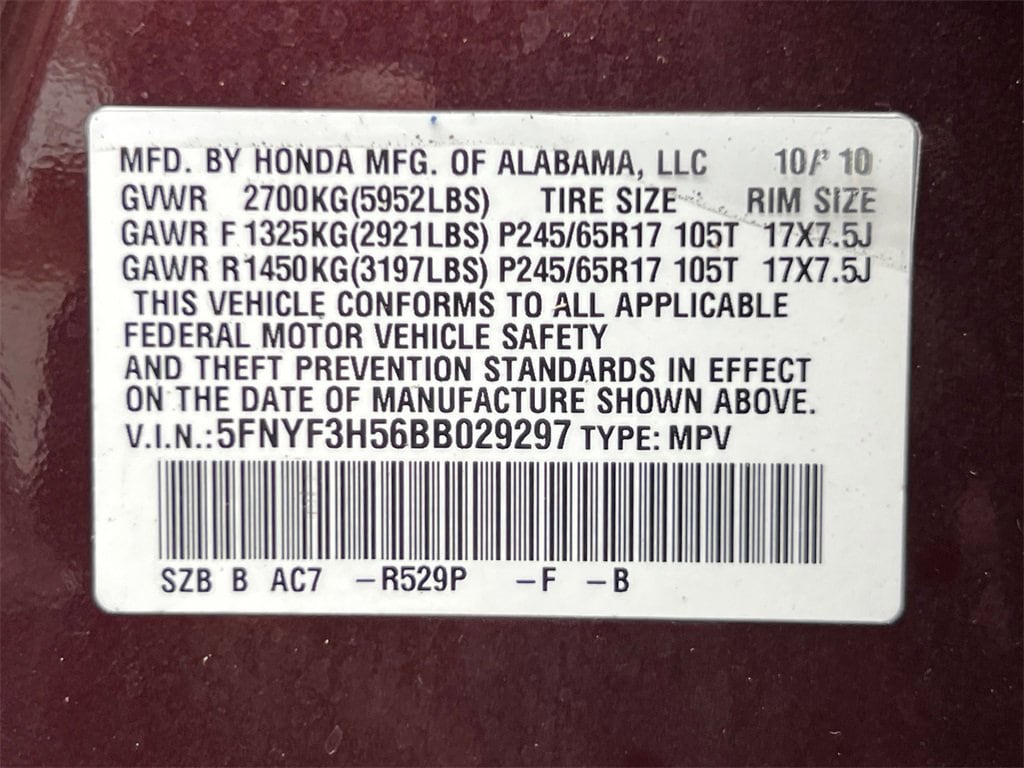 MFD. BY HONDA MFG. OF ALABAMA, LLC 10/ 10
GVWR 2700KG(5952LBS) TIRE SIZE RIM SIZE
GAWR F 1325KG(2921LBS) P245/65R17 105T 17X7.5J
GAWR R1450KG(3197LBS) P245/65R17 105T 17X7.5J
THIS VEHICLE CONFORMS TO ALL APPLICABLE
FEDERAL MOTOR VEHICLE SAFETY
AND THEFT PREVENTION STANDARDS IN EFFECT
ON THE DATE OF MANUFACTURE SHOWN ABOVE.
V.I.N.:5FNYF3H56BB029297 TYPE: MPV
SZB B AC7 –R529P –F –B